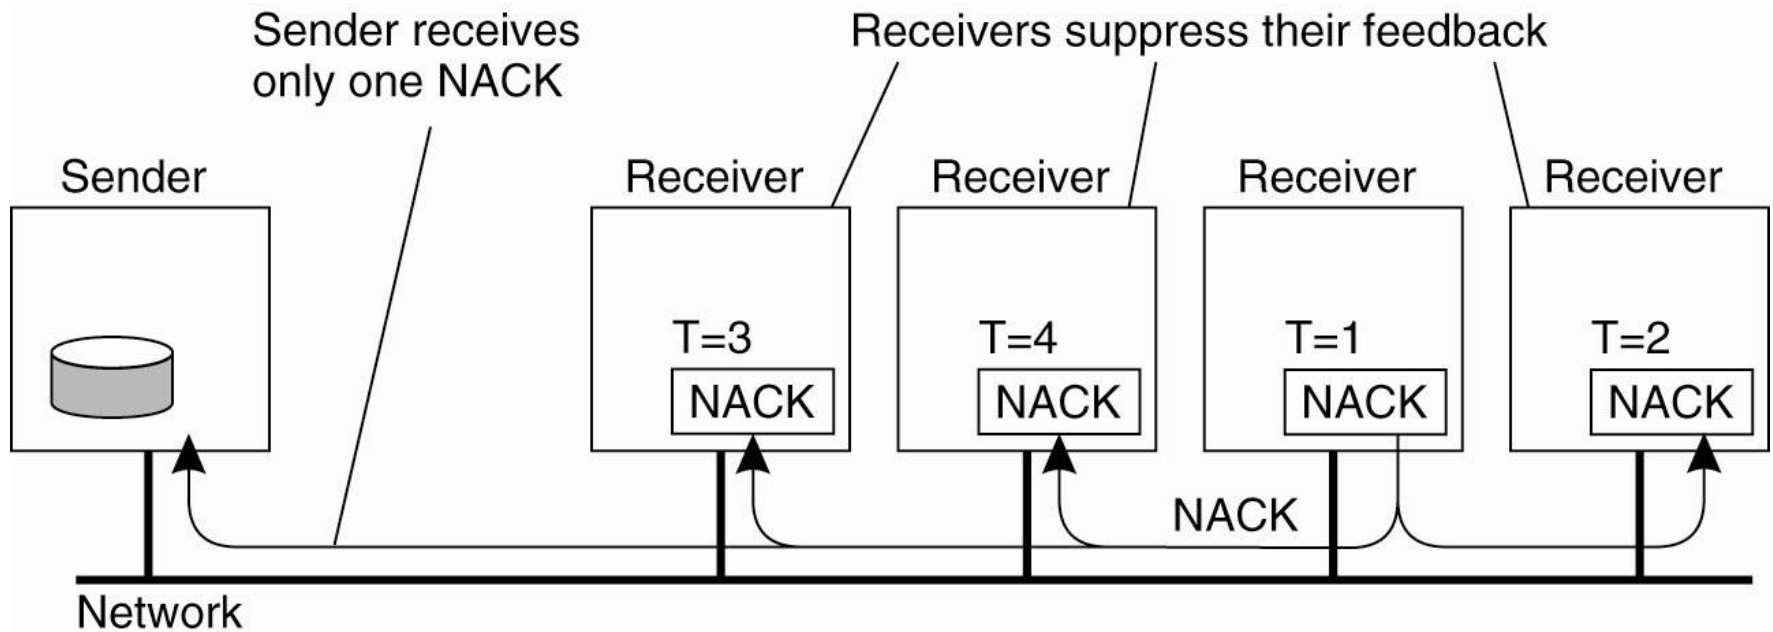 Sender receives
only one NACK
Receivers suppress their feedback
Sender
Receiver
Receiver
Receiver
Receiver
T=3
T=4
T=1
T=2
NACK
NACK
NACK
NACK
NACK
Network